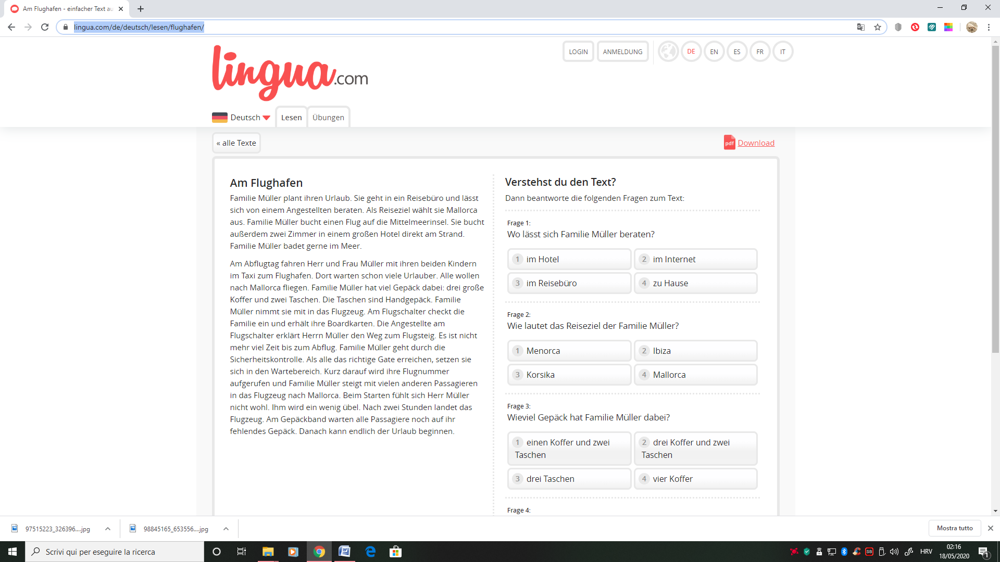 Am Flughafen - einfacher Text au
lingua.com/de/deutsch/lesen/flughafen/
LOGIN
ANMELDUNG
DE
EN
ES
FR
IT
lingua.com
Deutsch
Lesen
Übungen
« alle Texte
pdf
Download
Am Flughafen
Familie Müller plant ihren Urlaub. Sie geht in ein Reisebüro und lässt
sich von einem Angestellten beraten. Als Reiseziel wählt sie Mallorca
aus. Familie Müller bucht einen Flug auf die Mittelmeerinsel. Sie bucht
außerdem zwei Zimmer in einem großen Hotel direkt am Strand.
Familie Müller badet gerne im Meer.
Am Abflugtag fahren Herr und Frau Müller mit ihren beiden Kindern
im Taxi zum Flughafen. Dort warten schon viele Urlauber. Alle wollen
nach Mallorca fliegen. Familie Müller hat viel Gepäck dabei: drei große
Koffer und zwei Taschen. Die Taschen sind Handgepäck. Familie
Müller nimmt sie mit in das Flugzeug. Am Flugschalter checkt die
Familie ein und erhält ihre Boardkarten. Die Angestellte am
Flugschalter erklärt Herrn Müller den Weg zum Flugsteig. Es ist nicht
mehr viel Zeit bis zum Abflug. Familie Müller geht durch die
Sicherheitskontrolle. Als alle das richtige Gate erreichen, setzen sie
sich in den Wartebereich. Kurz darauf wird ihre Flugnummer
aufgerufen und Familie Müller steigt mit vielen anderen Passagieren
in das Flugzeug nach Mallorca. Beim Starten fühlt sich Herr Müller
nicht wohl. Ihm wird ein wenig übel. Nach zwei Stunden landet das
Flugzeug. Am Gepäckband warten alle Passagiere noch auf ihr
fehlendes Gepäck. Danach kann endlich der Urlaub beginnen.
Verstehst du den Text?
Dann beantworte die folgenden Fragen zum Text:
Frage 1:
Wo lässt sich Familie Müller beraten?
1 im Hotel
2 im Internet
3 im Reisebüro
4 zu Hause
Frage 2:
Wie lautet das Reiseziel der Familie Müller?
1 Menorca
2 Ibiza
3 Korsika
4 Mallorca
Frage 3:
Wieviel Gepäck hat Familie Müller dabei?
1 einen Koffer und zwei
Taschen
2 drei Koffer und zwei
Taschen
3 drei Taschen
4 vier Koffer
Frage 4:
97515223_326396....jpg
98845165_653556....jpg
Mostra tutto
Scrivi qui per eseguire la ricerca
SB
HRV
02:16
18/05/2020
1